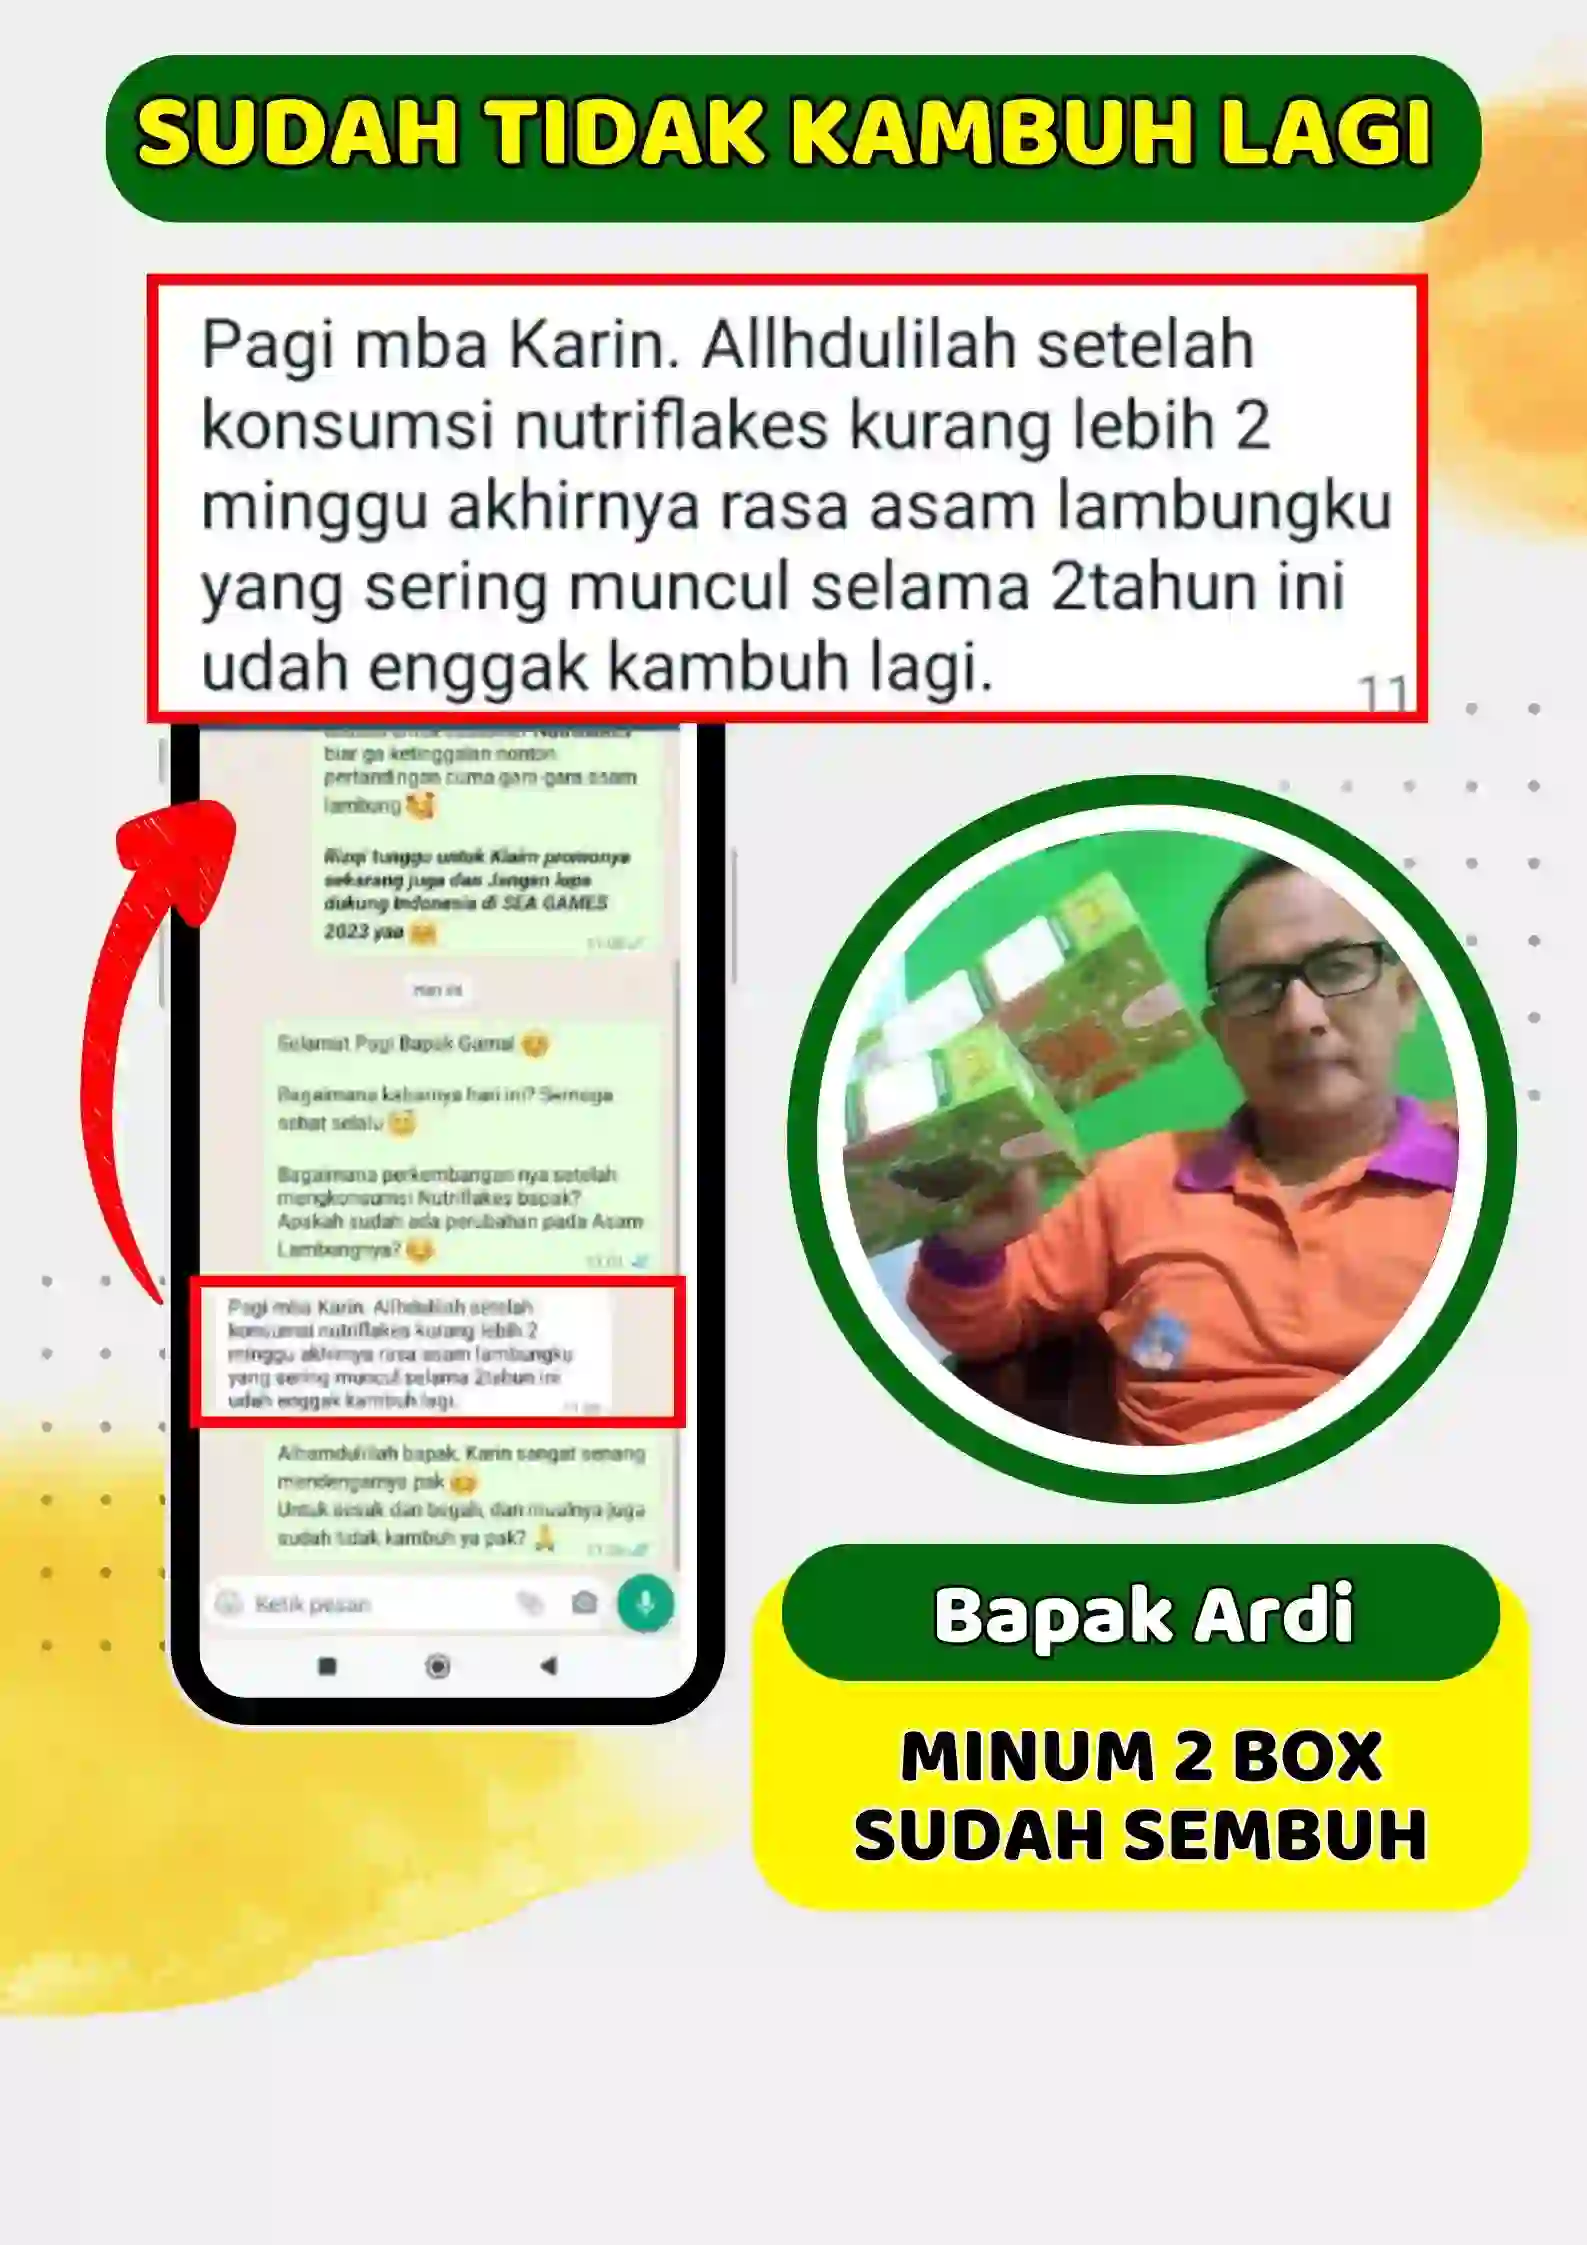 SUDAH TIDAK KAMBUH LAGI
Pagi mba Karin. Allhdulilah setelah
konsumsi nutriflakes kurang lebih 2
minggu akhirnya rasa asam lambungku
yang sering muncul selama 2tahun ini
udah enggak kambuh lagi.
11
biar ga ketinggalan nonton
pertandingan cuma gara-gara asam
lambung
Rizqi tunggu untuk Klaim promonya
sekarang juga dan Jangan lupa
dukung Indonesia di SEA GAMES
2023 yaa
Hari ini
Selamat Pagi Bapak Gamal
Bagaimana kabarnya hari ini? Semoga
sehat selalu
Bagaimana perkembangan nya setelah
mengkonsumsi Nutriflakes bapak?
Apakah sudah ada perubahan pada Asam
Lambungnya?
Pagi mba Karin. Allhdulilah setelah
konsumsi nutriflakes kurang lebih 2
minggu akhirnya rasa asam lambungku
yang sering muncul selama 2tahun ini
udah enggak kambuh lagi.
Alhamdulillah bapak, Karin sangat senang
mendengarnya pak
Untuk sesak dan begah, dan mualnya juga
sudah tidak kambuh ya pak?
Ketik pesan
Bapak Ardi
MINUM 2 BOX
SUDAH SEMBUH